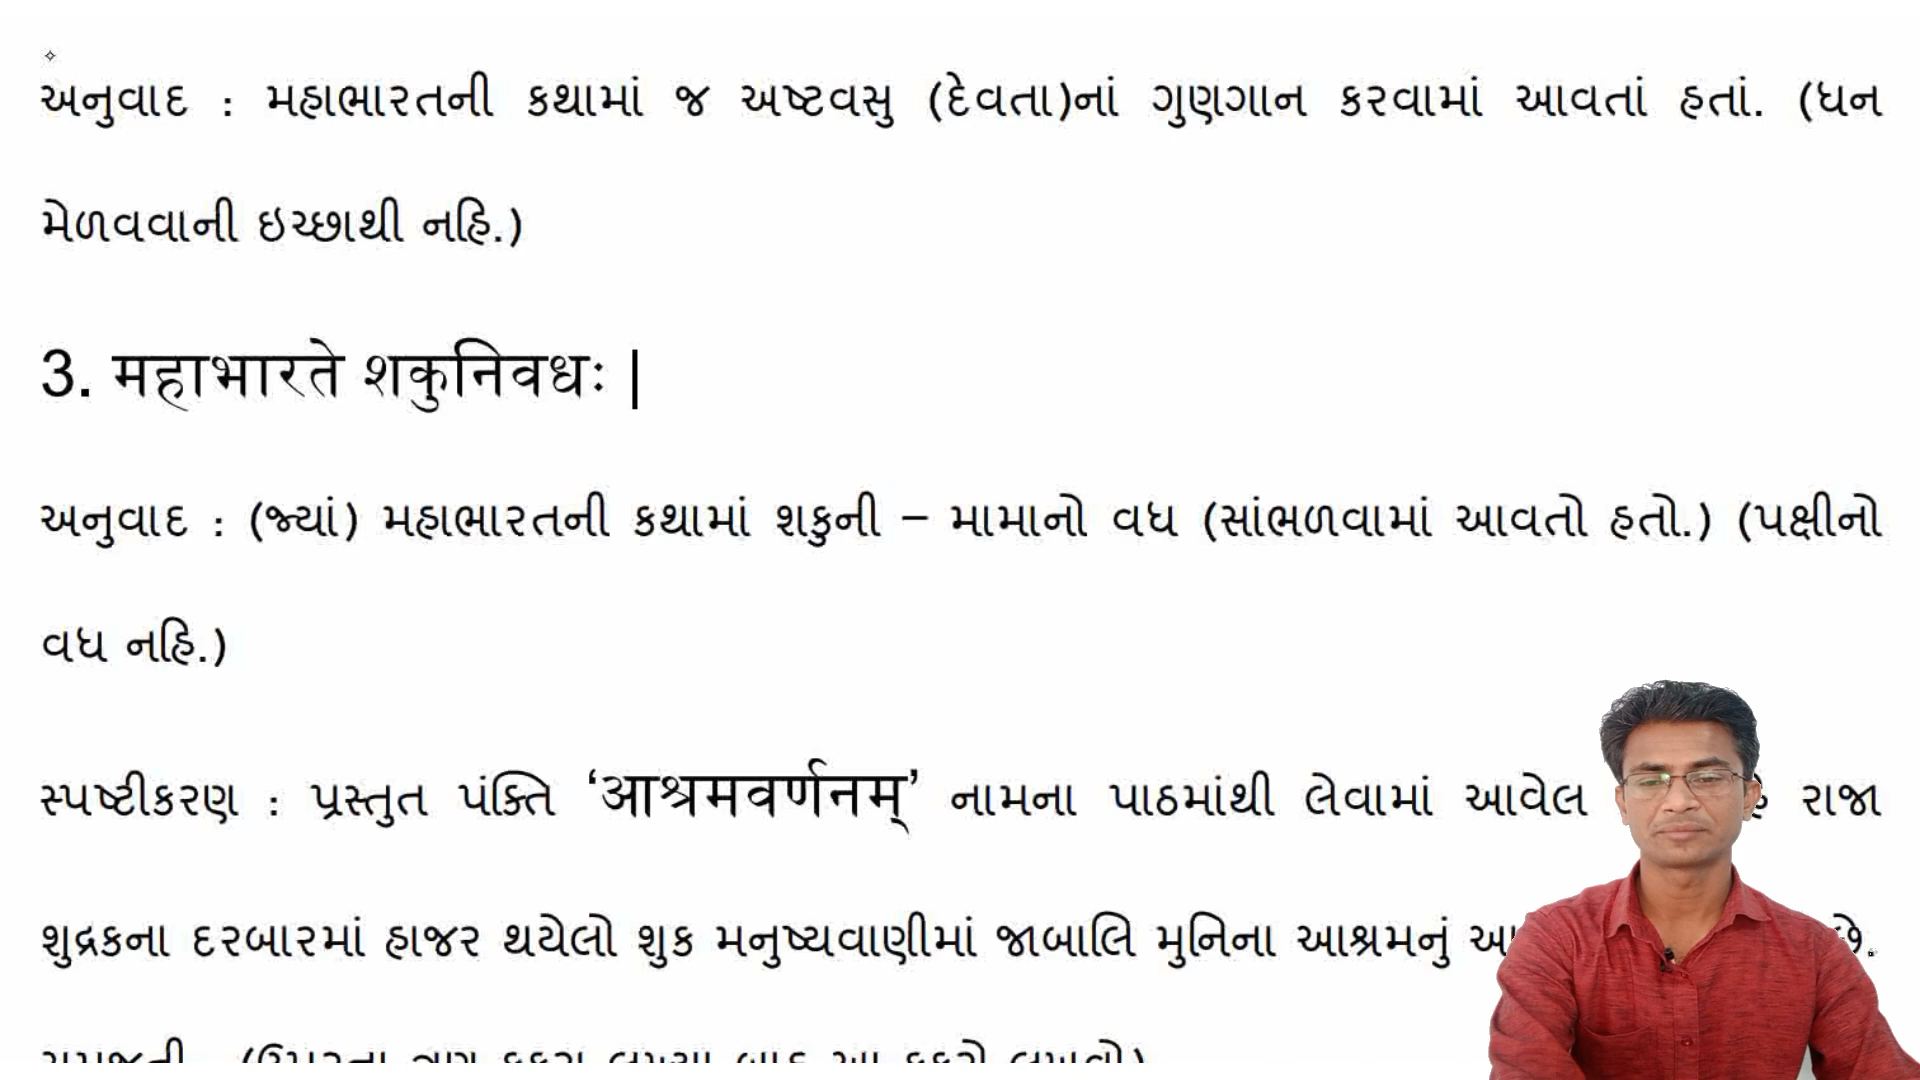 અનુવાદ : મહાભારતની કથામાં જ અષ્ટવસુ (દેવતા)નાં ગુણગાન કરવામાં આવતાં હતાં. (ધન
મેળવવાની ઇચ્છાથી નહિ.)
3. महाभारते शकुनिवधः |
અનુવાદ : (જ્યાં) મહાભારતની કથામાં શકુની – મામાનો વધ (સાંભળવામાં આવતો હતો.) (પક્ષીનો
વધ નહિ.)
સ્પષ્ટીકરણ : પ્રસ્તુત પંક્તિ ‘आश्रमवर्णनम्’ નામના પાઠમાંથી લેવામાં આવેલ રાજા
શુદ્રકના દરબારમાં હાજર થયેલો શુક મનુષ્યવાણીમાં જાબાલિ મુનિના આશ્રમનું છે.